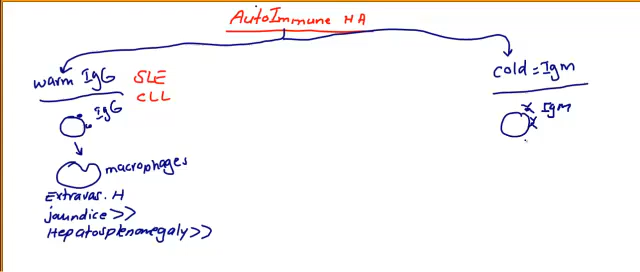 AutoImmune HA
warm IgG SLE
CLL
IgG
macrophages
Extravas. H
jaundice >>
Hepatosplenomegaly >>
cold = Igm
Igm